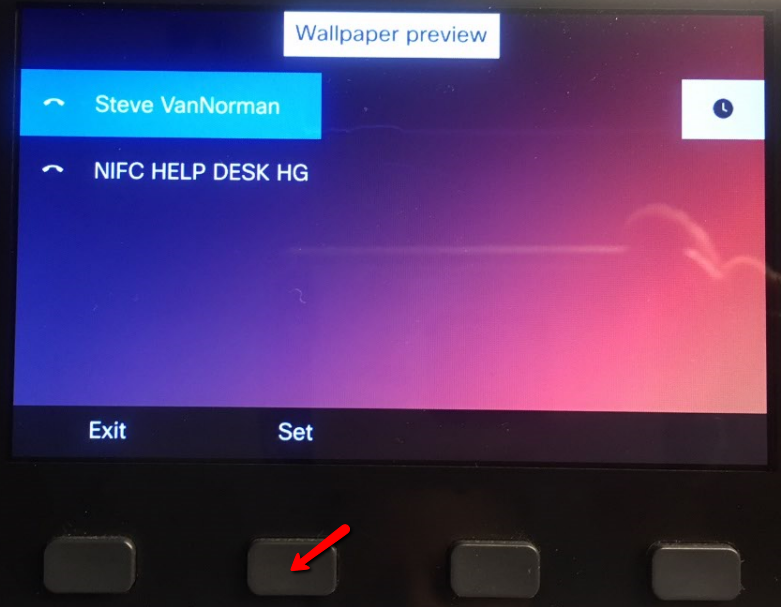 Wallpaper preview
Steve VanNorman
NIFC HELP DESK HG
Exit
Set